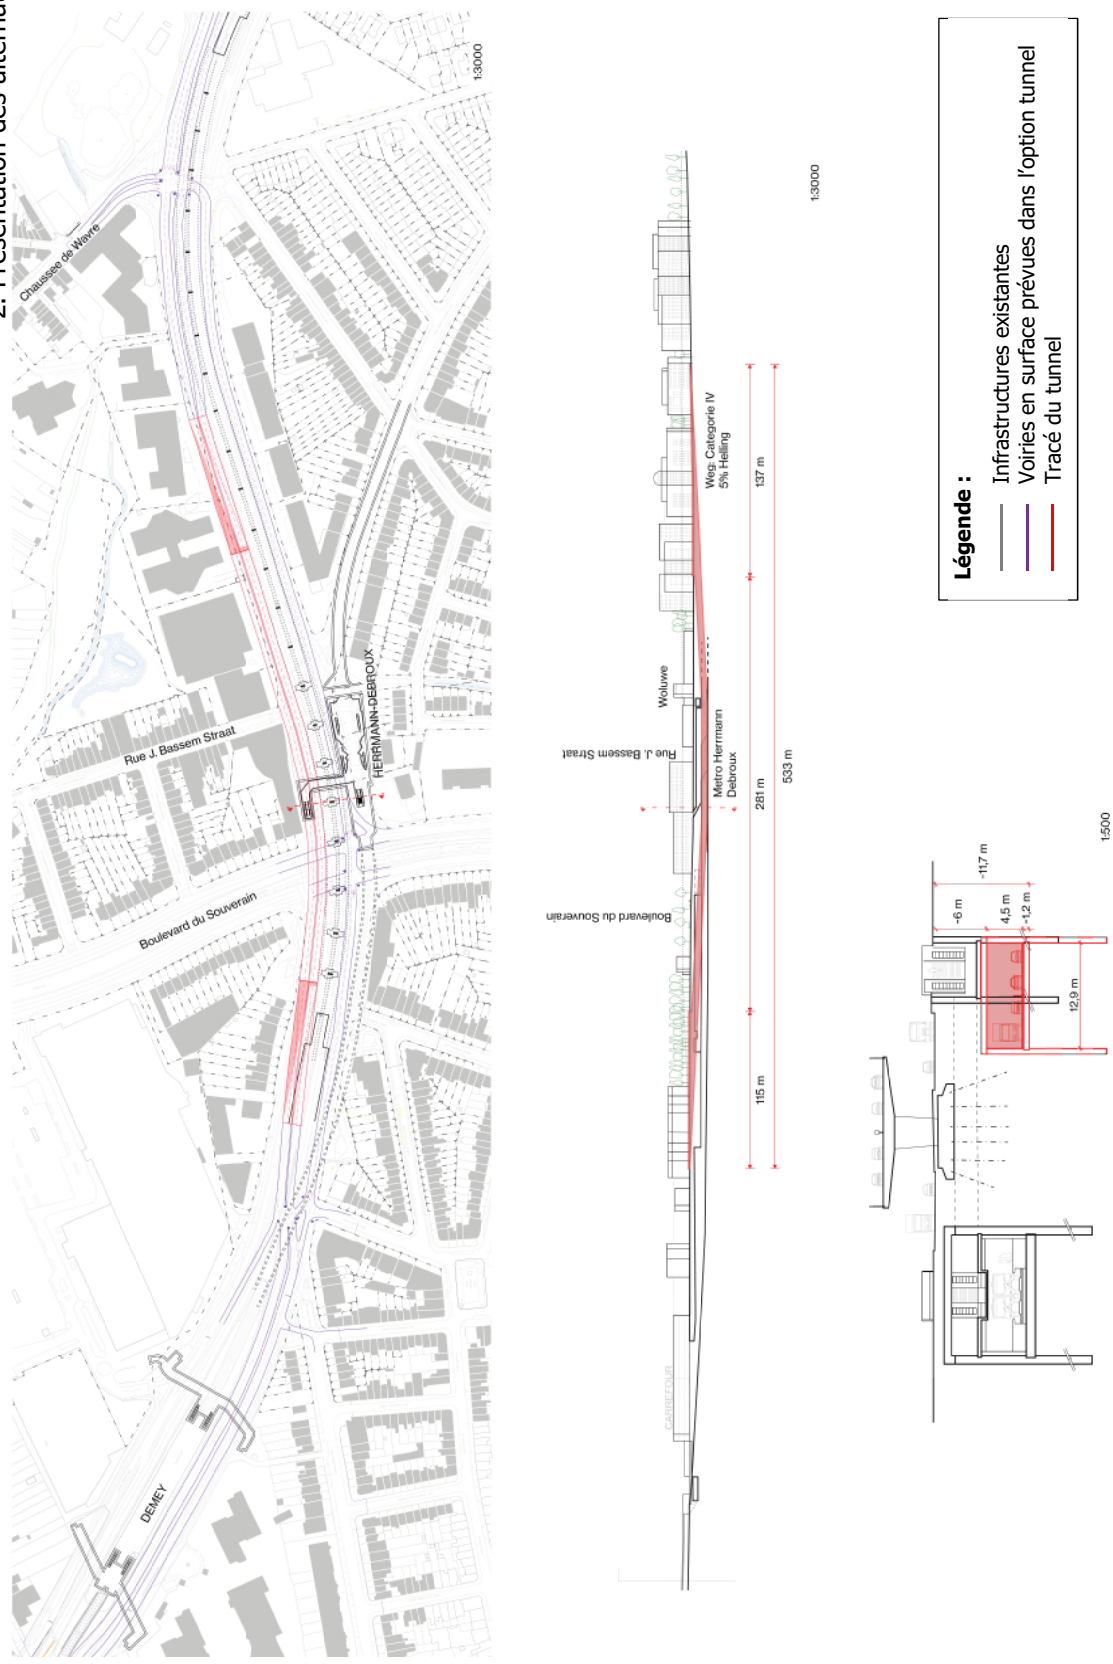 2. Présentation des alterna
1:3000
Chaussee de Wavre
Rue J. Bassem Straat
HERRMANN-DEBROUX
Boulevard du Souverain
DEMEY
1:3000
Weg: Categorie IV
5% Helling
137 m
Woluwe
Rue J. Bassem Straat
Metro Herrmann
Debroux
281 m
533 m
Boulevard du Souverain
115 m
CARREFOUR
1:500
-11,7 m
-6 m
4,5 m
-1,2 m
12,9 m
Légende :
Infrastructures existantes
Voiries en surface prévues dans l'option tunnel
Tracé du tunnel